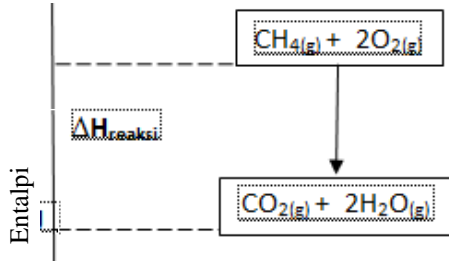 CH₄(g) + 2O₂(g)
ΔHreaksi
CO₂(g) + 2H₂O(g)
Entalpi